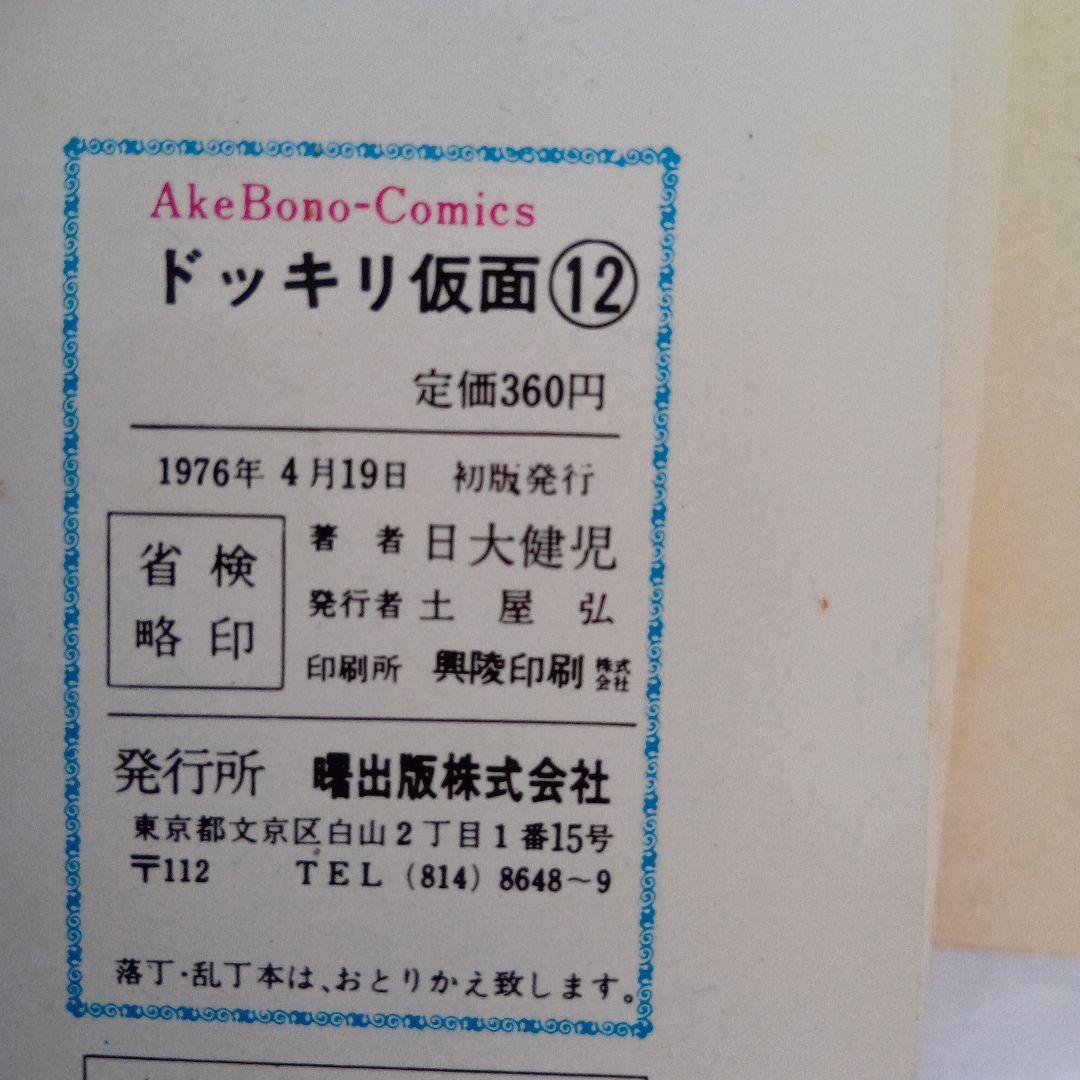 AkeBono-Comics
ドッキリ仮面⑫
定価360円
1976年4月19日 初版発行
検印
省略
著者 日大健児
発行者 土屋弘
印刷所 興陵印刷株式会社
発行所 曙出版株式会社
東京都文京区白山2丁目1番15号
〒112 TEL (814) 8648〜9
落丁・乱丁本は、おとりかえ致します。